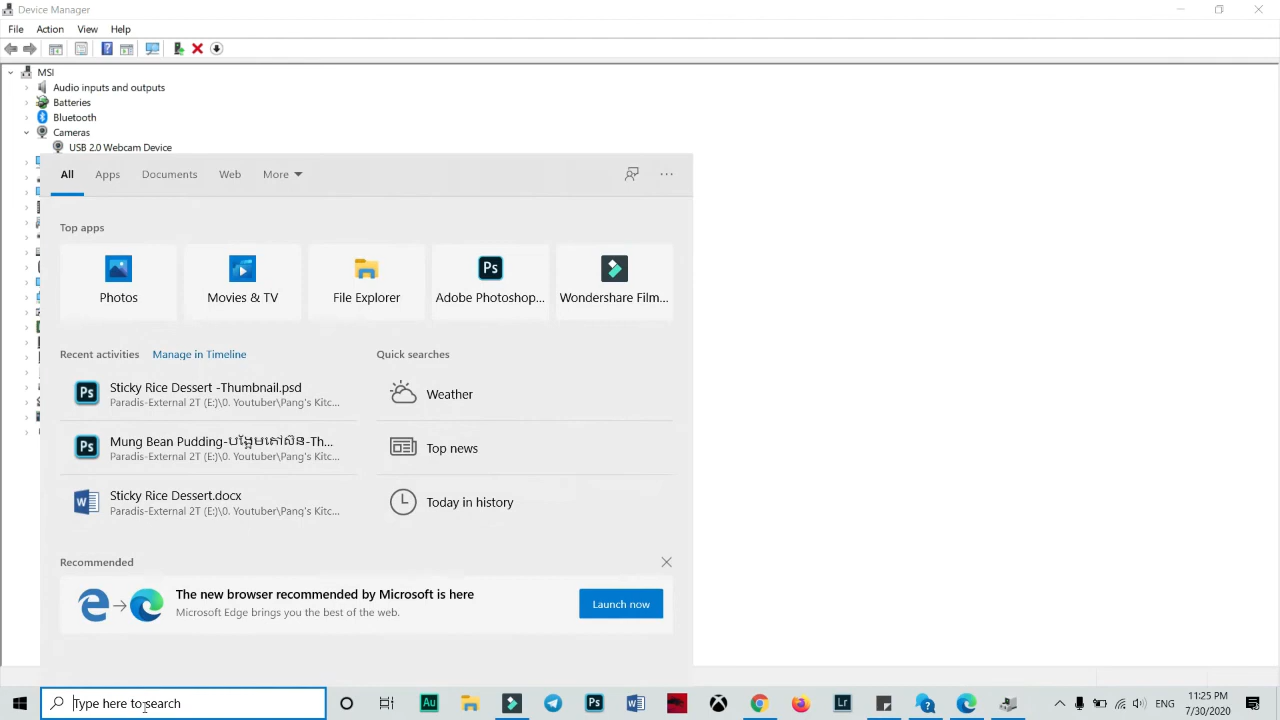 Device Manager
File Action View Help
MSI
Audio inputs and outputs
Batteries
Bluetooth
Cameras
USB 2.0 Webcam Device
All Apps Documents Web More
Top apps
Photos Movies & TV File Explorer Adobe Photoshop... Wondershare Film...
Recent activities Manage in Timeline Quick searches
Sticky Rice Dessert -Thumbnail.psd
Paradis-External 2T (E:)\0. Youtuber\Pang's Kitc...
Weather
Mung Bean Pudding-បង្អែមតៅស៊ន-Th...
Paradis-External 2T (E:)\0. Youtuber\Pang's Kitc...
Top news
Sticky Rice Dessert.docx
Paradis-External 2T (E:)\0. Youtuber\Pang's Kitc...
Today in history
Recommended
The new browser recommended by Microsoft is here
Microsoft Edge brings you the best of the web.
Launch now
Type here to search
Au Ps Lr
ENG
11:25 PM
7/30/2020